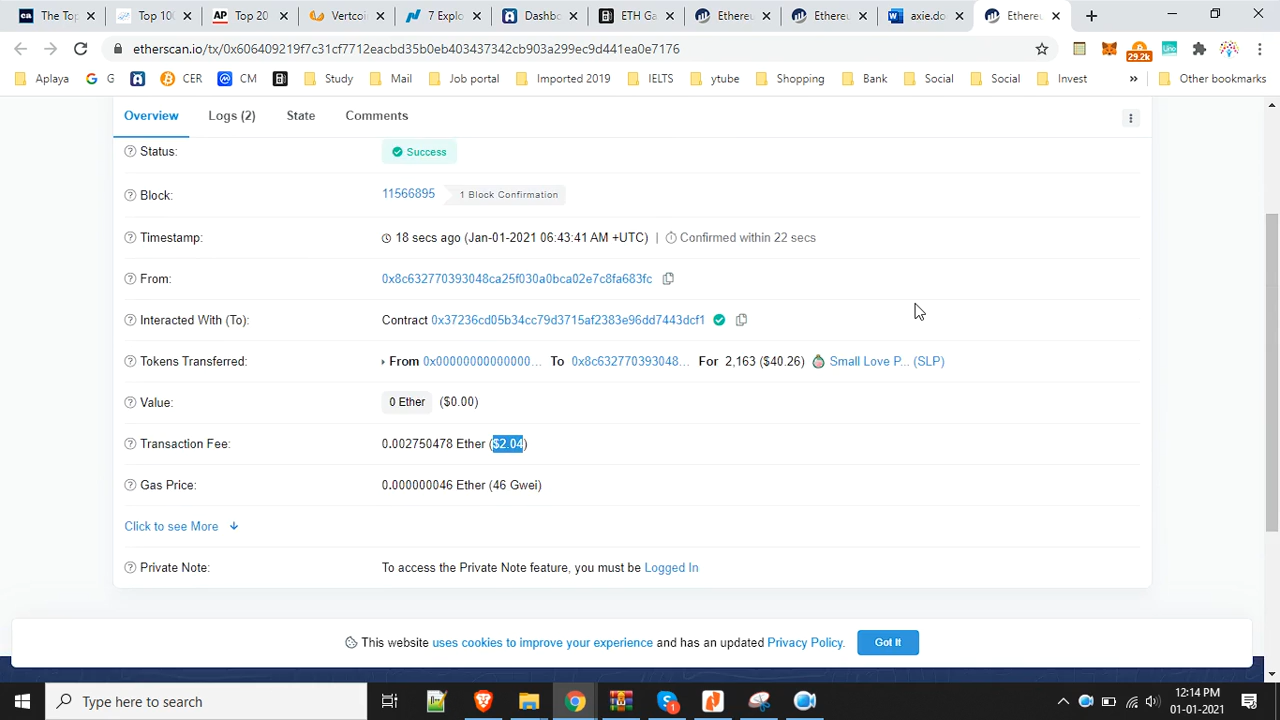 The Top
Top 100
Top 20
Vertcoi
7 Explo
Dashbo
ETH
Ethere
Ethere
axie.do
Ethere
etherscan.io/tx/0x606409219f7c31cf7712eacbd35b0eb403437342cb903a299ec9d441ea0e7176
29.2k
Aplaya
G
CER
CM
Study
Mail
Job portal
Imported 2019
IELTS
ytube
Shopping
Bank
Social
Social
Invest
»
Other bookmarks
Overview
Logs (2)
State
Comments
Status:
Success
Block:
11566895
1 Block Confirmation
Timestamp:
18 secs ago (Jan-01-2021 06:43:41 AM +UTC) | Confirmed within 22 secs
From:
0x8c632770393048ca25f030a0bca02e7c8fa683fc
Interacted With (To):
Contract 0x37236cd05b34cc79d3715af2383e96dd7443dcf1
Tokens Transferred:
From 0x00000000000000... To 0x8c632770393048... For 2,163 ($40.26) Small Love P... (SLP)
Value:
0 Ether ($0.00)
Transaction Fee:
0.002750478 Ether ($2.04)
Gas Price:
0.000000046 Ether (46 Gwei)
Click to see More
Private Note:
To access the Private Note feature, you must be Logged In
This website uses cookies to improve your experience and has an updated Privacy Policy.
Got It
Type here to search
12:14 PM
01-01-2021